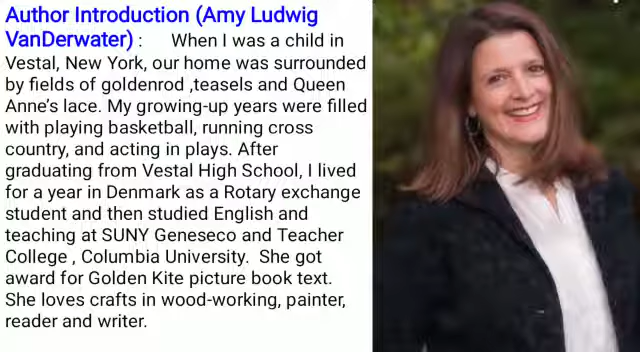 Author Introduction (Amy Ludwig
VanDerwater) :     When I was a child in
Vestal, New York, our home was surrounded
by fields of goldenrod ,teasels and Queen
Anne's lace. My growing-up years were filled
with playing basketball, running cross
country, and acting in plays. After
graduating from Vestal High School, I lived
for a year in Denmark as a Rotary exchange
student and then studied English and
teaching at SUNY Geneseco and Teacher
College , Columbia University.  She got
award for Golden Kite picture book text.
She loves crafts in wood-working, painter,
reader and writer.